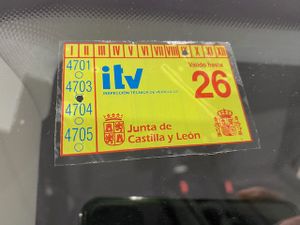 I II III IV V VI VII VIII X XI XII
4701
4703
4704
4705
itv
INSPECCIÓN TÉCNICA DE VEHÍCULOS
Válido hasta
26
Junta de
Castilla y León